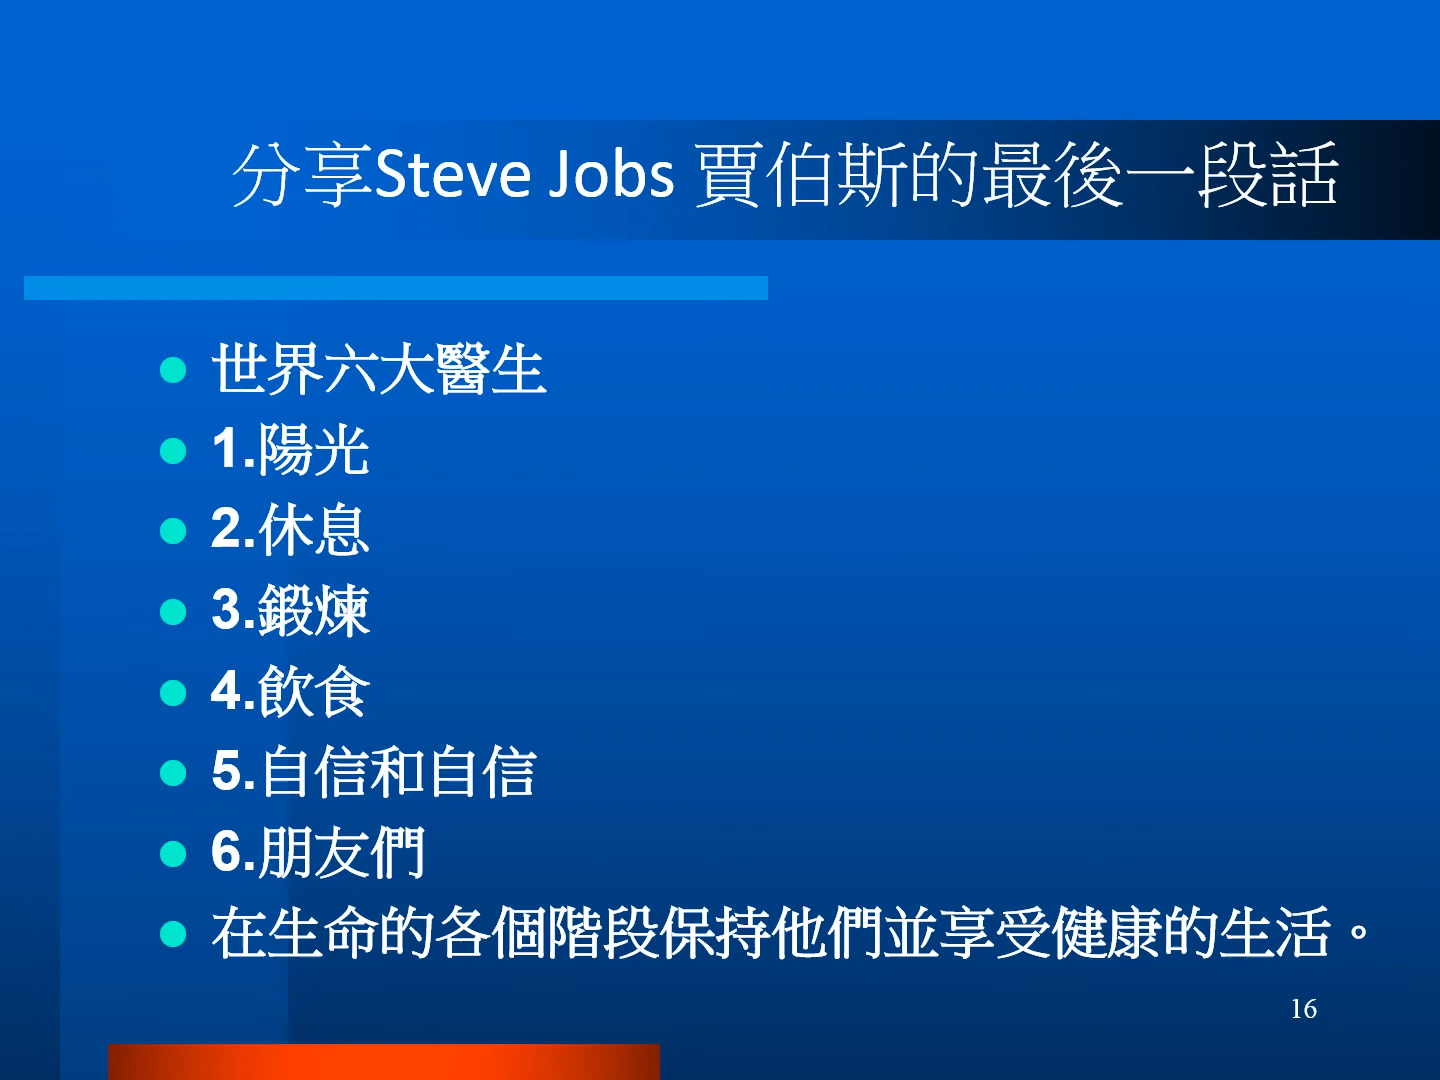 分享Steve Jobs 賈伯斯的最後一段話
世界六大醫生
1.陽光
2.休息
3.鍛煉
4.飲食
5.自信和自信
6.朋友們
在生命的各個階段保持他們並享受健康的生活。
16